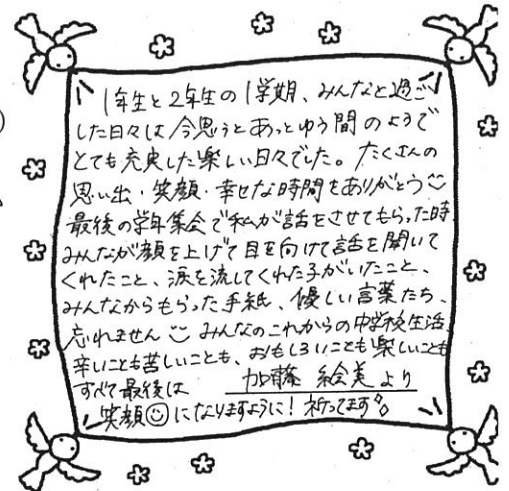 1年生と2年生の1学期、みんなと過ご
した日々は今思うとあっとゆう間のようで
とても充実した楽しい日々でした。たくさんの
思い出・笑顔・幸せな時間をありがとう
最後の学年集会で私が話をさせてもらった時、
みんなが顔を上げて目を向けて話を聞いて
くれたこと、涙を流してくれた子がいたこと、
みんなからもらった手紙、優しい言葉たち、
忘れません みんなのこれからの中学校生活、
辛いことも苦しいことも、おもしろいことも楽しいことも
すべて最後は
加藤 絵美より
笑顔になりますように!祈ってます